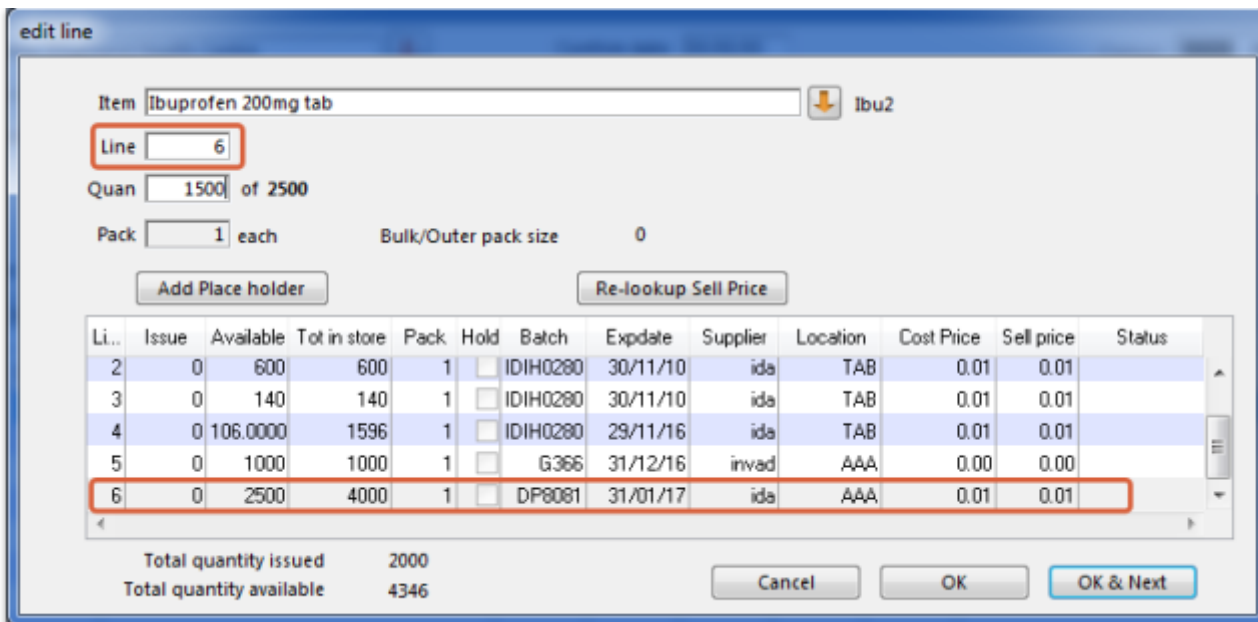 edit line
Item Ibuprofen 200mg tab Ibu2
Line 6
Quan 1500 of 2500
Pack 1 each Bulk/Outer pack size 0
Add Place holder Re-lookup Sell Price
Li... Issue Available Tot in store Pack Hold Batch Expdate Supplier Location Cost Price Sell price Status
2 0 600 600 1 IDIH0280 30/11/10 ida TAB 0.01 0.01
3 0 140 140 1 IDIH0280 30/11/10 ida TAB 0.01 0.01
4 0 106.0000 1596 1 IDIH0280 29/11/16 ida TAB 0.01 0.01
5 0 1000 1000 1 G366 31/12/16 invad AAA 0.00 0.00
6 0 2500 4000 1 DP8081 31/01/17 ida AAA 0.01 0.01
Total quantity issued 2000
Total quantity available 4346
Cancel OK OK & Next